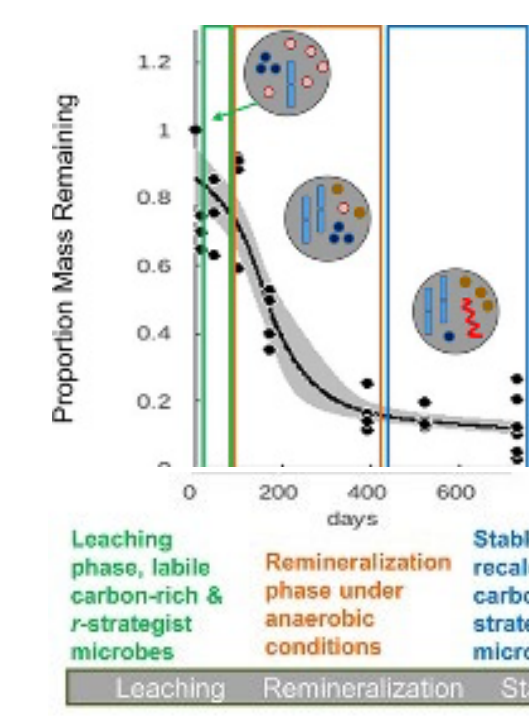 Proportion Mass Remaining
1.2
1
0.8
0.6
0.4
0.2
0 200 400 600
days
Leaching
phase, labile
carbon-rich &
r-strategist
microbes
Remineralization
phase under
anaerobic
conditions
Leaching Remineralization